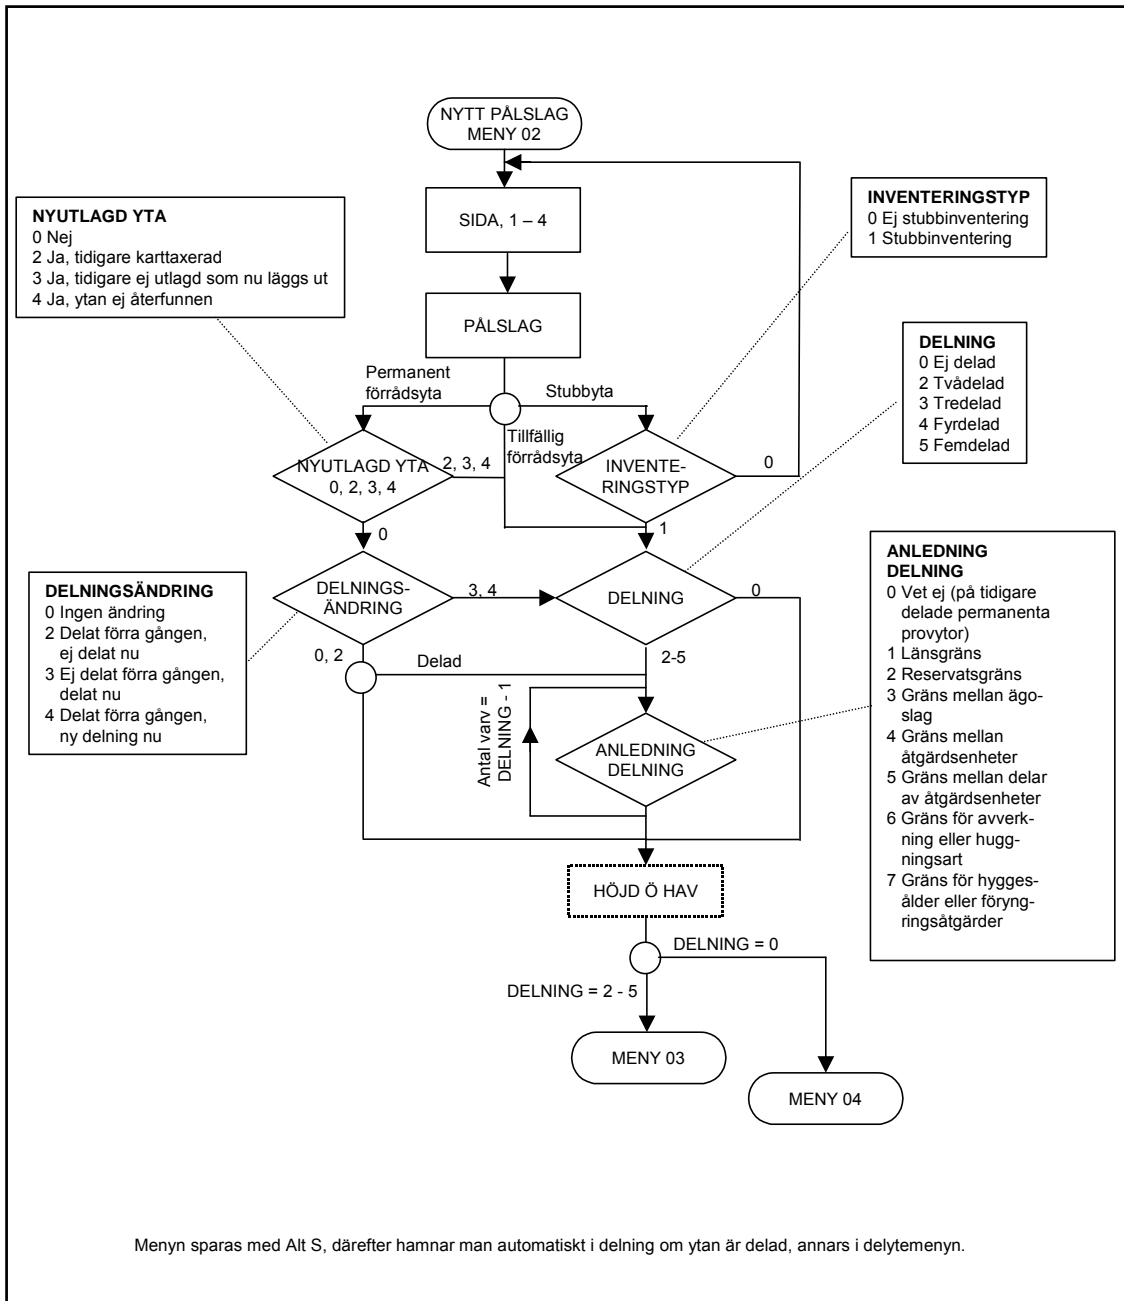 NYTT PÅLSLAG
MENY 02
SIDA, 1 – 4
PÅLSLAG
NYUTLAGD YTA
0 Nej
2 Ja, tidigare karttaxerad
3 Ja, tidigare ej utlagd som nu läggs ut
4 Ja, ytan ej återfunnen
INVENTERINGSTYP
0 Ej stubbinventering
1 Stubbinventering
DELNING
0 Ej delad
2 Tvådelad
3 Tredelad
4 Fyrdelad
5 Femdelad
Permanent
förrådsyta
Stubbyta
Tillfällig
förrådsyta
NYUTLAGD YTA
0, 2, 3, 4
2, 3, 4
INVENTE-
RINGSTYP
0
0
1
DELNINGSÄNDRING
0 Ingen ändring
2 Delat förra gången,
ej delat nu
3 Ej delat förra gången,
delat nu
4 Delat förra gången,
ny delning nu
DELNINGS-
ÄNDRING
3, 4
DELNING
0
0, 2
Delad
2-5
Antal varv =
DELNING - 1
ANLEDNING
DELNING
ANLEDNING
DELNING
0 Vet ej (på tidigare
delade permanenta
provytor)
1 Länsgräns
2 Reservatsgräns
3 Gräns mellan ägo-
slag
4 Gräns mellan
åtgärdsenheter
5 Gräns mellan delar
av åtgärdsenheter
6 Gräns för avverk-
ning eller hugg-
ningsart
7 Gräns för hygges-
ålder eller föryng-
ringsåtgärder
HÖJD Ö HAV
DELNING = 0
DELNING = 2 - 5
MENY 03
MENY 04
Menyn sparas med Alt S, därefter hamnar man automatiskt i delning om ytan är delad, annars i delytemenyn.